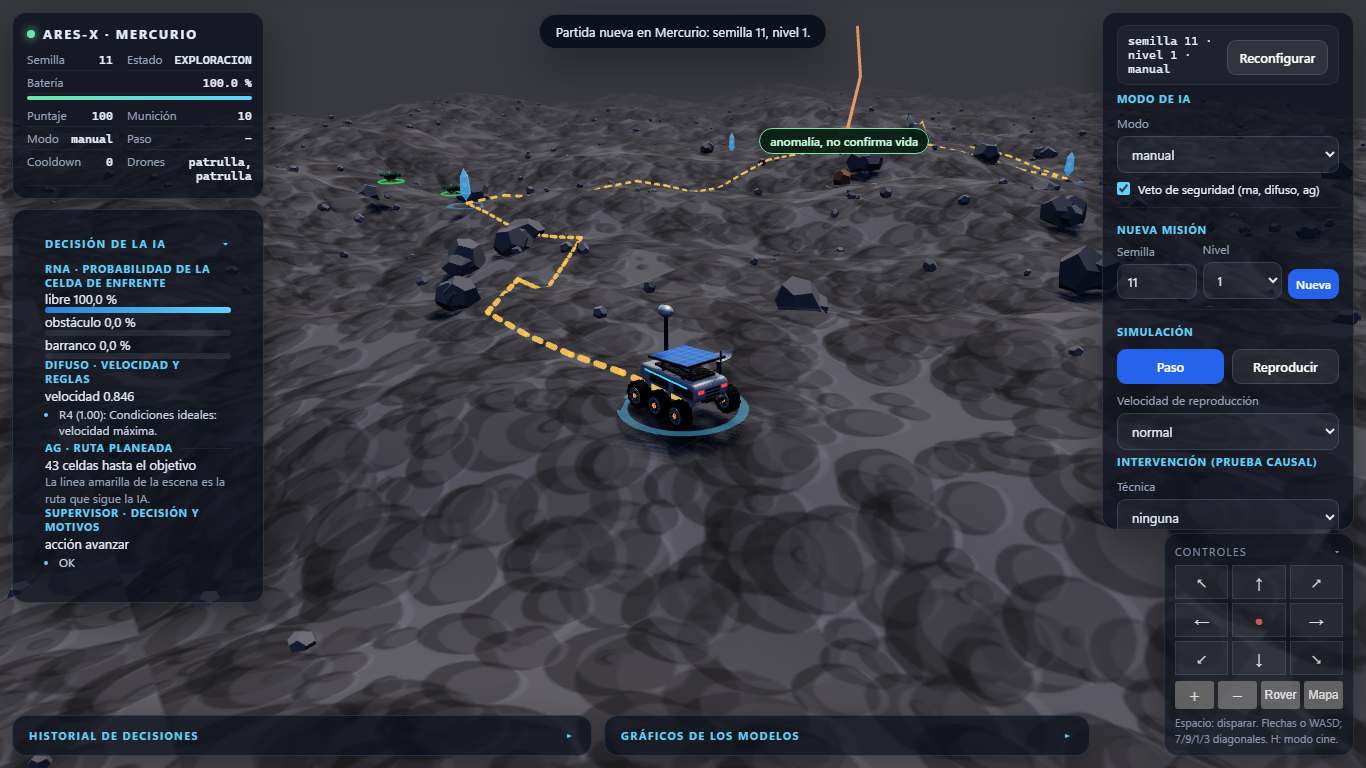 ARES-X · MERCURIO
Semilla 11 Estado EXPLORACION
Batería 100.0 %
Puntaje 100 Munición 10
Modo manual Paso –
Cooldown 0 Drones patrulla,
patrulla
DECISIÓN DE LA IA
RNA · PROBABILIDAD DE LA
CELDA DE ENFRENTE
libre 100,0 %
obstáculo 0,0 %
barranco 0,0 %
DIFUSO · VELOCIDAD Y
REGLAS
velocidad 0.846
R4 (1.00): Condiciones ideales:
velocidad máxima.
AG · RUTA PLANEADA
43 celdas hasta el objetivo
La línea amarilla de la escena es la
ruta que sigue la IA.
SUPERVISOR · DECISIÓN Y
MOTIVOS
acción avanzar
OK
Partida nueva en Mercurio: semilla 11, nivel 1.
anomalía, no confirma vida
semilla 11 ·
nivel 1 ·
manual
Reconfigurar
MODO DE IA
Modo
manual
Veto de seguridad (rna, difuso, ag)
NUEVA MISIÓN
Semilla Nivel
11 1 Nueva
SIMULACIÓN
Paso Reproducir
Velocidad de reproducción
normal
INTERVENCIÓN (PRUEBA CAUSAL)
Técnica
ninguna
CONTROLES
↖ ↑ ↗
← ● →
↙ ↓ ↘
+ − Rover Mapa
Espacio: disparar. Flechas o WASD;
7/9/1/3 diagonales. H: modo cine.
HISTORIAL DE DECISIONES
GRÁFICOS DE LOS MODELOS